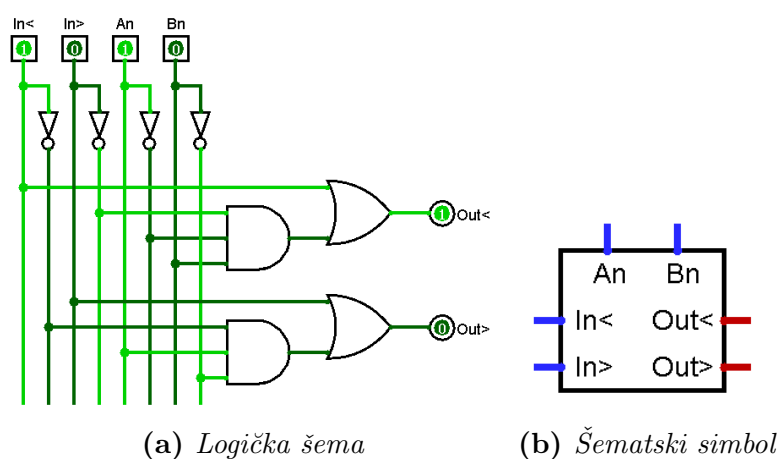 In< In> An Bn
1 0 1 0
1 Out<
0 Out>
An Bn
In< Out<
In> Out>
(a) Logička šema
(b) Šematski simbol